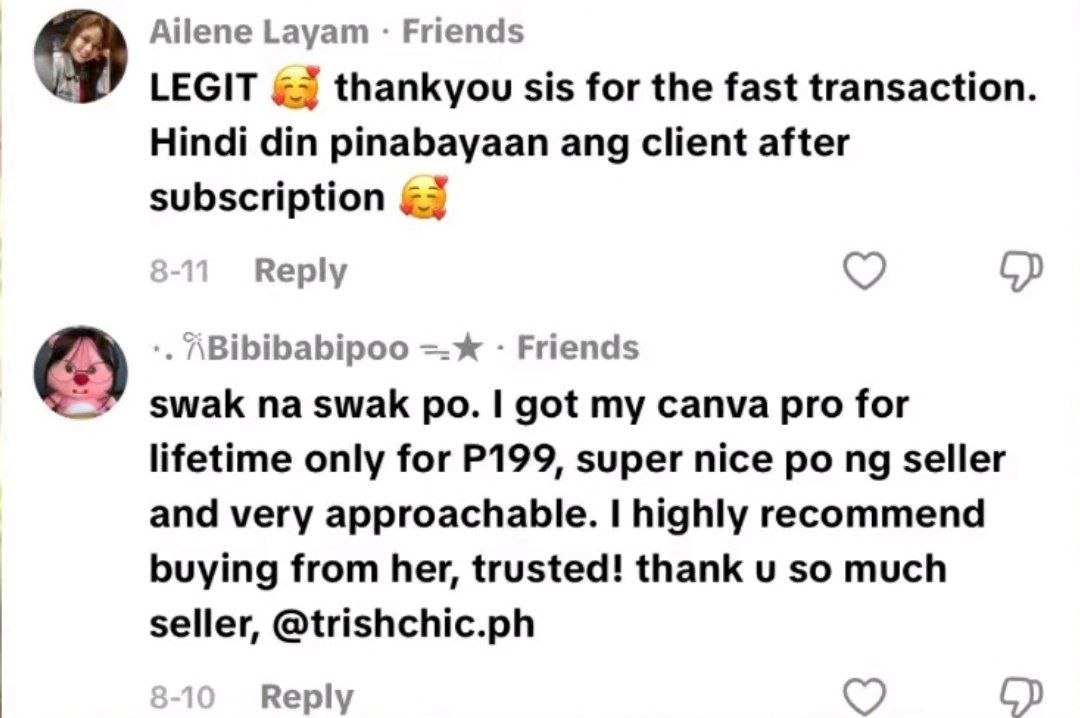 Ailene Layam · Friends
LEGIT 🥰 thankyou sis for the fast transaction.
Hindi din pinabayaan ang client after
subscription 🥰
8-11 Reply
⋆. 𐙚Bibibabipoo ᯓ★ · Friends
swak na swak po. I got my canva pro for
lifetime only for P199, super nice po ng seller
and very approachable. I highly recommend
buying from her, trusted! thank u so much
seller, @trishchic.ph
8-10 Reply